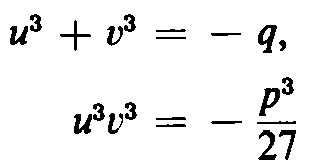 u³ + v³ = − q,
u³v³ = − p³/27